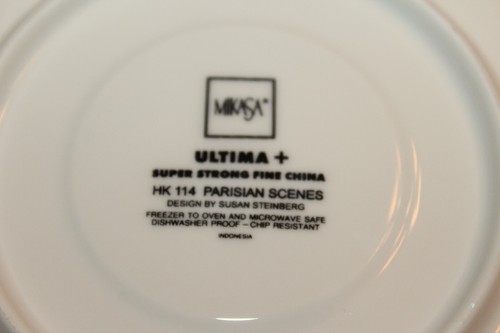 MIKASA
ULTIMA +
SUPER STRONG FINE CHINA
HK 114 PARISIAN SCENES
DESIGN BY SUSAN STEINBERG
FREEZER TO OVEN AND MICROWAVE SAFE
DISHWASHER PROOF – CHIP RESISTANT
INDONESIA